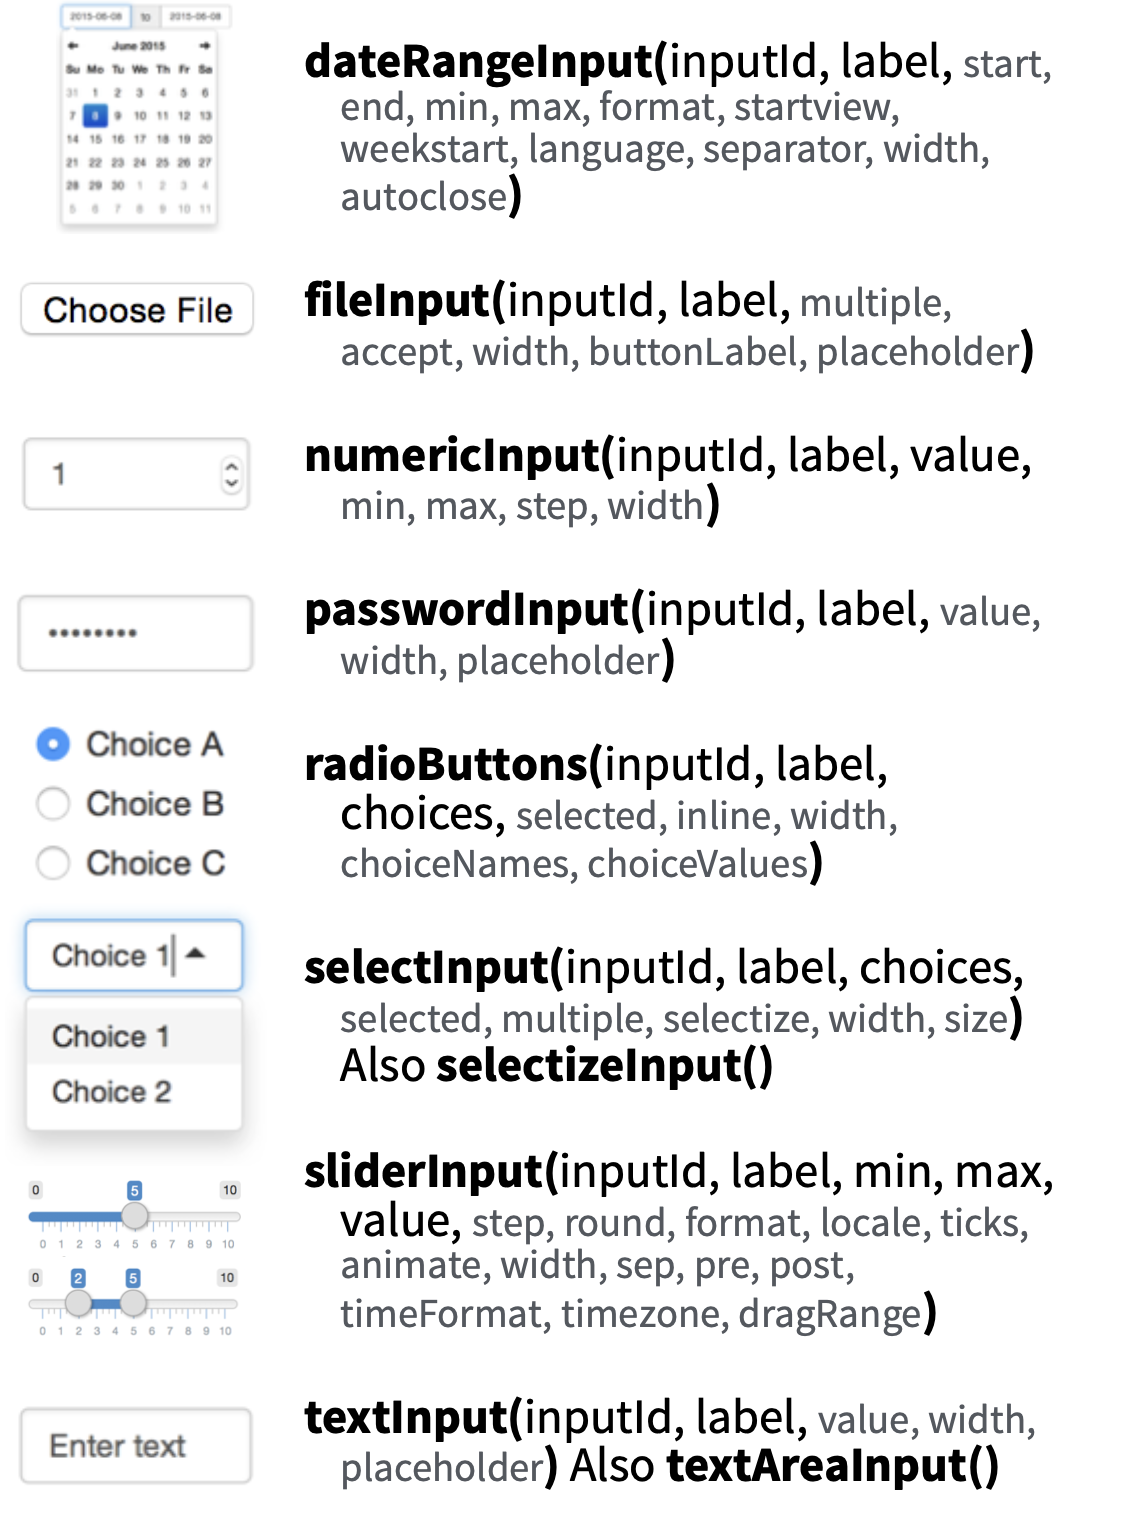 2015-06-08 to 2015-06-08
June 2015
Su Mo Tu We Th Fr Sa
31 1 2 3 4 5 6
7 8 9 10 11 12 13
14 15 16 17 18 19 20
21 22 23 24 25 26 27
28 29 30 1 2 3 4
5 6 7 8 9 10 11
dateRangeInput(inputId, label, start,
end, min, max, format, startview,
weekstart, language, separator, width,
autoclose)
Choose File
fileInput(inputId, label, multiple,
accept, width, buttonLabel, placeholder)
1
numericInput(inputId, label, value,
min, max, step, width)
passwordInput(inputId, label, value,
width, placeholder)
Choice A
Choice B
Choice C
radioButtons(inputId, label,
choices, selected, inline, width,
choiceNames, choiceValues)
Choice 1
Choice 1
Choice 2
selectInput(inputId, label, choices,
selected, multiple, selectize, width, size)
Also selectizeInput()
0 5 10
0 1 2 3 4 5 6 7 8 9 10
0 2 5 10
0 1 2 3 4 5 6 7 8 9 10
sliderInput(inputId, label, min, max,
value, step, round, format, locale, ticks,
animate, width, sep, pre, post,
timeFormat, timezone, dragRange)
Enter text
textInput(inputId, label, value, width,
placeholder) Also textAreaInput()